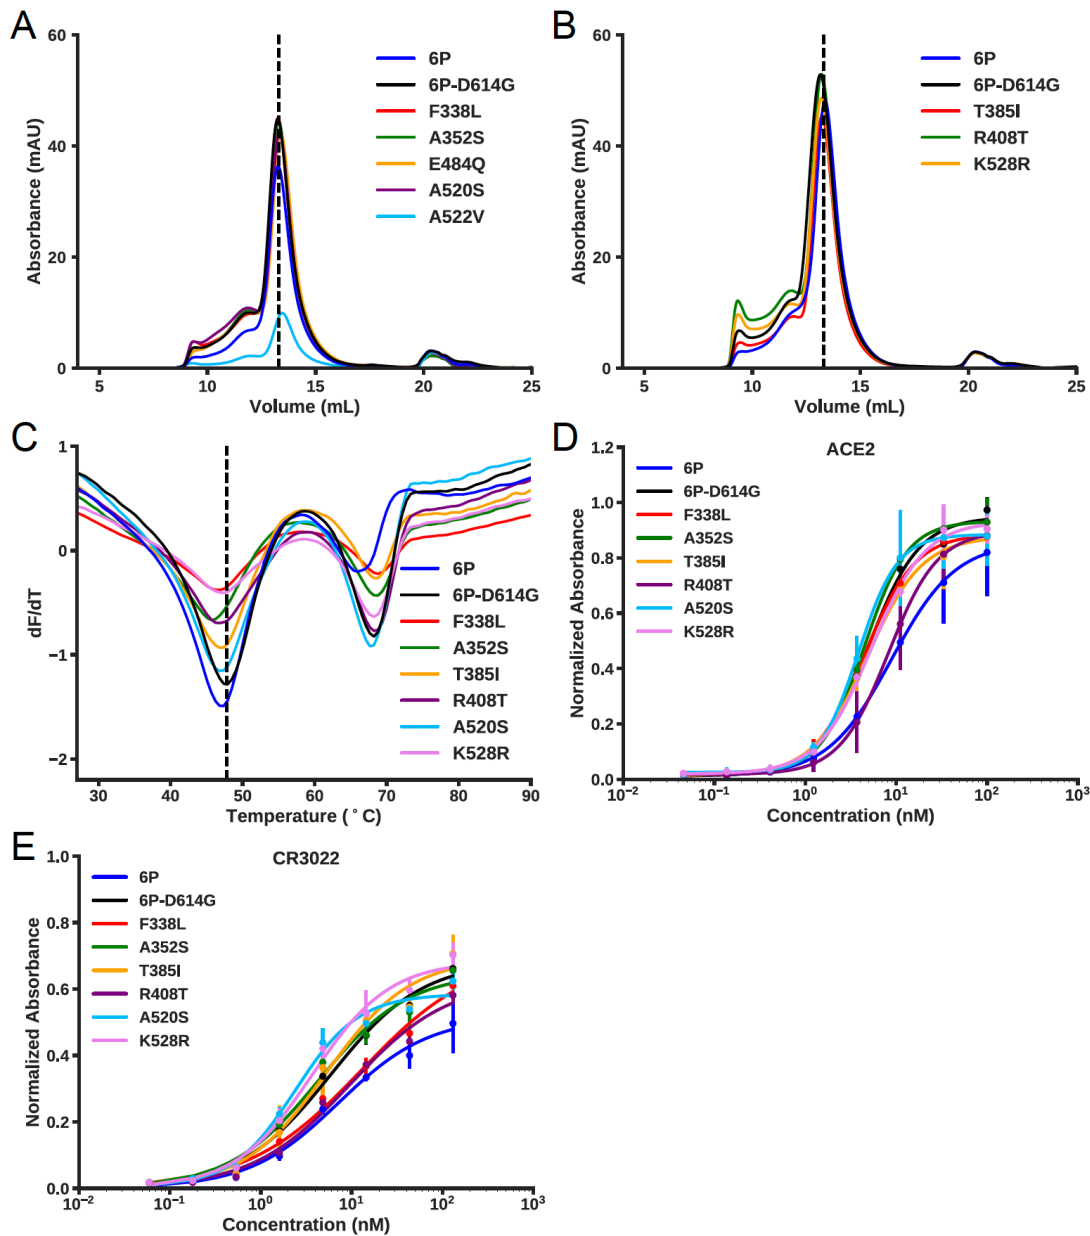 A
60
40
20
0
Absorbance (mAU)
5
10
15
20
25
Volume (mL)
6P
6P-D614G
F338L
A352S
E484Q
A520S
A522V
B
60
40
20
0
Absorbance (mAU)
5
10
15
20
25
Volume (mL)
6P
6P-D614G
T385I
R408T
K528R
C
1
0
−1
−2
dF/dT
30
40
50
60
70
80
90
Temperature ( ˚ C)
6P
6P-D614G
F338L
A352S
T385I
R408T
A520S
K528R
D
ACE2
1.2
1.0
0.8
0.6
0.4
0.2
0.0
Normalized Absorbance
10⁻²
10⁻¹
10⁰
10¹
10²
10³
Concentration (nM)
6P
6P-D614G
F338L
A352S
T385I
R408T
A520S
K528R
E
CR3022
1.0
0.8
0.6
0.4
0.2
0.0
Normalized Absorbance
10⁻²
10⁻¹
10⁰
10¹
10²
10³
Concentration (nM)
6P
6P-D614G
F338L
A352S
T385I
R408T
A520S
K528R